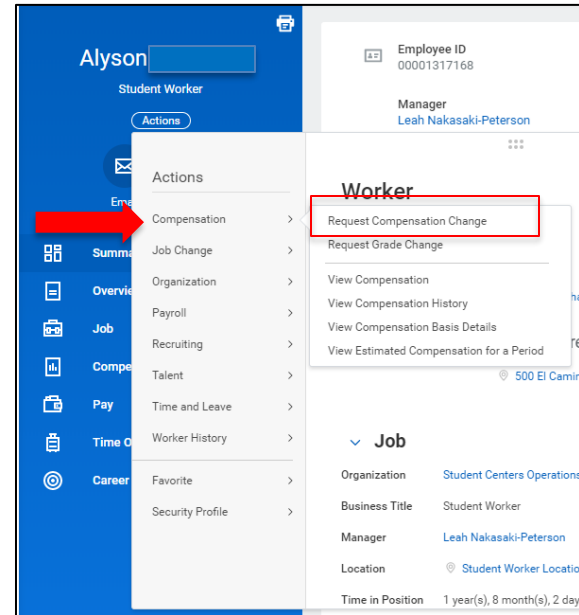 Alyson
Student Worker
Actions
Employee ID
00001317168
Manager
Leah Nakasaki-Peterson
Actions
Compensation
Job Change
Organization
Payroll
Recruiting
Talent
Time and Leave
Worker History
Favorite
Security Profile
Worker
Request Compensation Change
Request Grade Change
View Compensation
View Compensation History
View Compensation Basis Details
View Estimated Compensation for a Period
500 El Camin
Job
Organization Student Centers Operations
Business Title Student Worker
Manager Leah Nakasaki-Peterson
Location Student Worker Locatio
Time in Position 1 year(s), 8 month(s), 2 day
Ema
Summa
Overvie
Job
Compe
Pay
Time O
Career